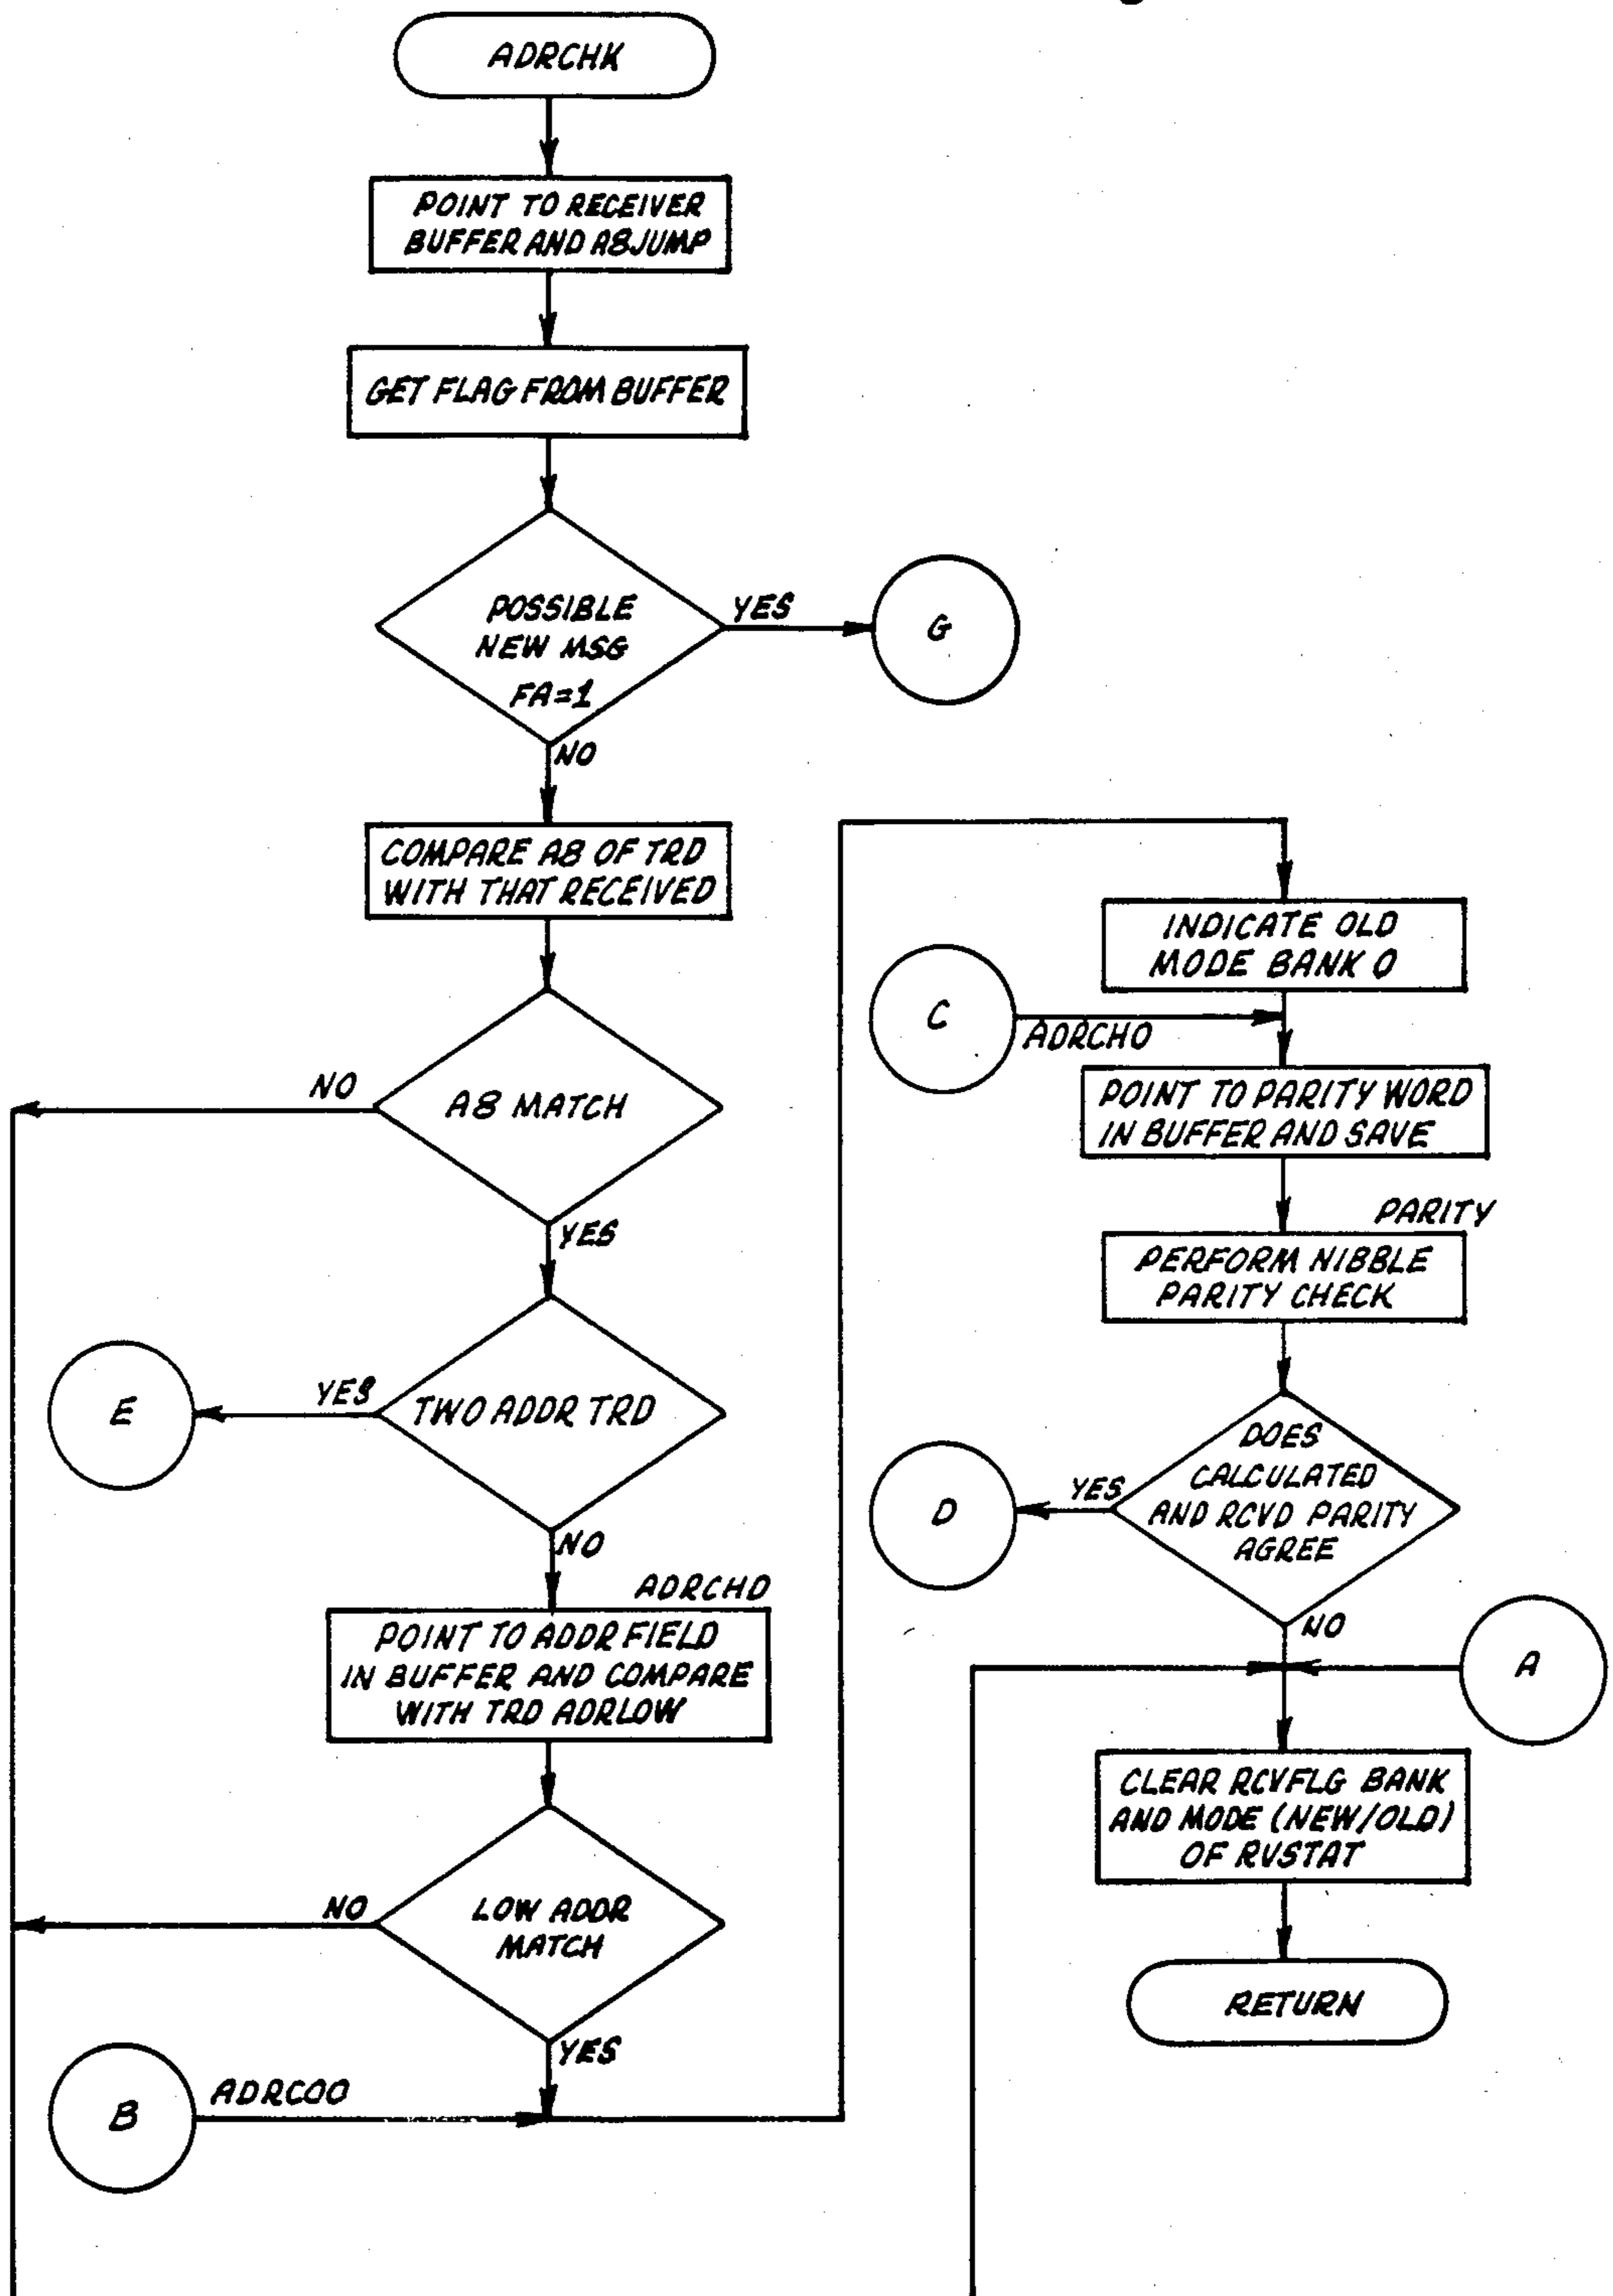 ADRCHK
POINT TO RECEIVER
BUFFER AND A8JUMP
GET FLAG FROM BUFFER
POSSIBLE
NEW MSG
FA=1
YES
G
NO
COMPARE A8 OF TRD
WITH THAT RECEIVED
A8 MATCH
NO
YES
TWO ADDR TRD
YES
E
NO
ADRCHD
POINT TO ADDR FIELD
IN BUFFER AND COMPARE
WITH TRD ADRLOW
LOW ADDR
MATCH
NO
YES
B
ADRC00
INDICATE OLD
MODE BANK 0
C
ADRCHO
POINT TO PARITY WORD
IN BUFFER AND SAVE
PARITY
PERFORM NIBBLE
PARITY CHECK
DOES
CALCULATED
AND RCVD PARITY
AGREE
YES
D
NO
A
CLEAR RCVFLG BANK
AND MODE (NEW/OLD)
OF RVSTAT
RETURN